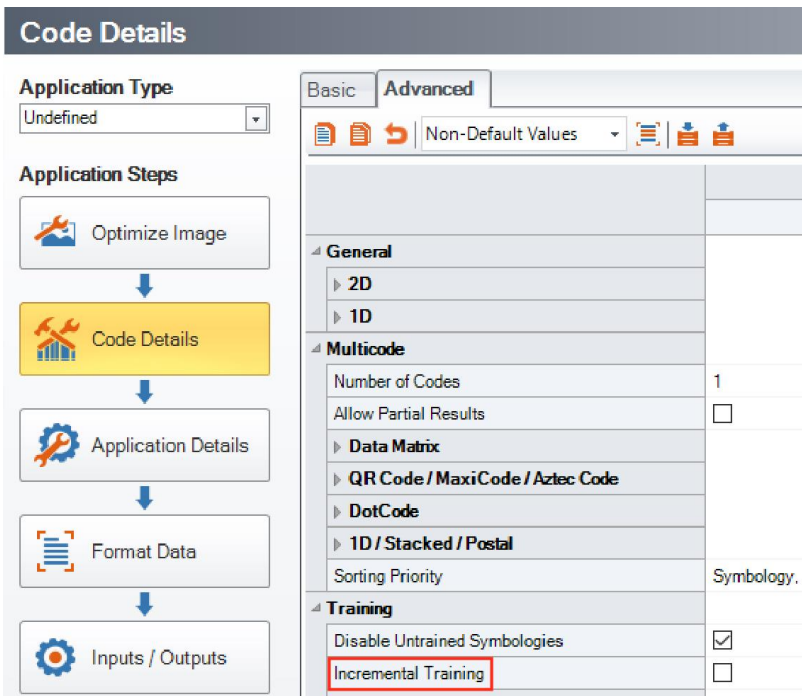 Code Details
Application Type
Undefined
Application Steps
Optimize Image
Code Details
Application Details
Format Data
Inputs / Outputs
Basic
Advanced
Non-Default Values
General
2D
1D
Multicode
Number of Codes 1
Allow Partial Results
Data Matrix
QR Code / MaxiCode / Aztec Code
DotCode
1D / Stacked / Postal
Sorting Priority Symbology,
Training
Disable Untrained Symbologies
Incremental Training